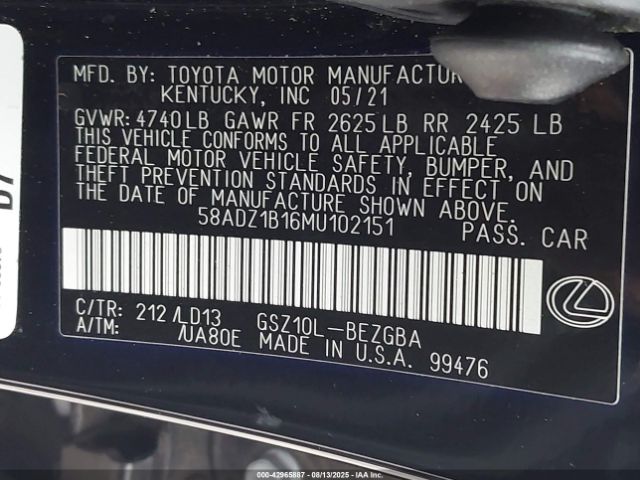 MFD. BY: TOYOTA MOTOR MANUFACTUR
KENTUCKY, INC 05/21
GVWR: 4740LB GAWR FR 2625LB RR 2425 LB
THIS VEHICLE CONFORMS TO ALL APPLICABLE
FEDERAL MOTOR VEHICLE SAFETY, BUMPER, AND
THEFT PREVENTION STANDARDS IN EFFECT ON
THE DATE OF MANUFACTURE SHOWN ABOVE.
58ADZ1B16MU102151 PASS. CAR
C/TR: 212 /LD13 GSZ10L-BEZGBA
A/TM: /UA80E MADE IN U.S.A. 99476
000-42965887 - 08/13/2025 - IAAI.COM